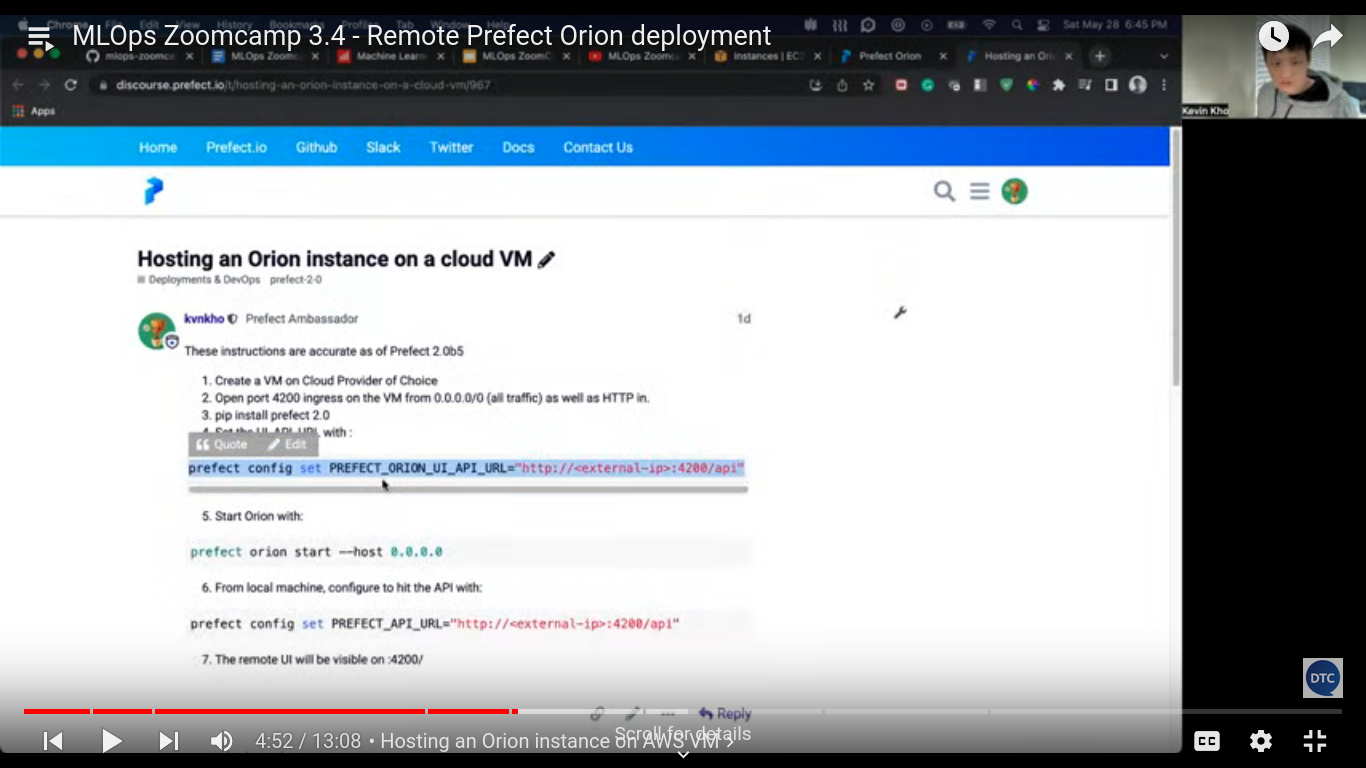 Chrome File Edit View History Bookmarks Profiles Tab Window Help
Sat May 28 6:45 PM
MLOps Zoomcamp 3.4 - Remote Prefect Orion deployment
mlops-zoomc
MLOps Zoomc
Machine Learn
MLOps Zoom
MLOps Zoomc
Instances | EC
Prefect Orion
Hosting an Ori
discourse.prefect.io/t/hosting-an-orion-instance-on-a-cloud-vm/967
Apps
Kevin Kho
Home Prefect.io Github Slack Twitter Docs Contact Us
Hosting an Orion instance on a cloud VM
Deployments & DevOps prefect-2-0
kvnkho Prefect Ambassador 1d
These instructions are accurate as of Prefect 2.0b5
1. Create a VM on Cloud Provider of Choice
2. Open port 4200 ingress on the VM from 0.0.0.0/0 (all traffic) as well as HTTP in.
3. pip install prefect 2.0
4. Set the UI API URL with :
Quote Edit
prefect config set PREFECT_ORION_UI_API_URL="http://<external-ip>:4200/api"
5. Start Orion with:
prefect orion start --host 0.0.0.0
6. From local machine, configure to hit the API with:
prefect config set PREFECT_API_URL="http://<external-ip>:4200/api"
7. The remote UI will be visible on :4200/
DTC
Reply
Scroll for details
4:52 / 13:08 • Hosting an Orion instance on AWS VM
CC